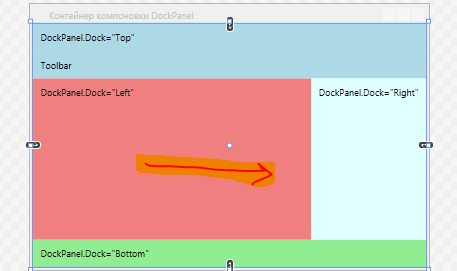 Контейнер компоновки DockPanel
DockPanel.Dock="Top"
Toolbar
DockPanel.Dock="Left"
DockPanel.Dock="Right"
DockPanel.Dock="Bottom"